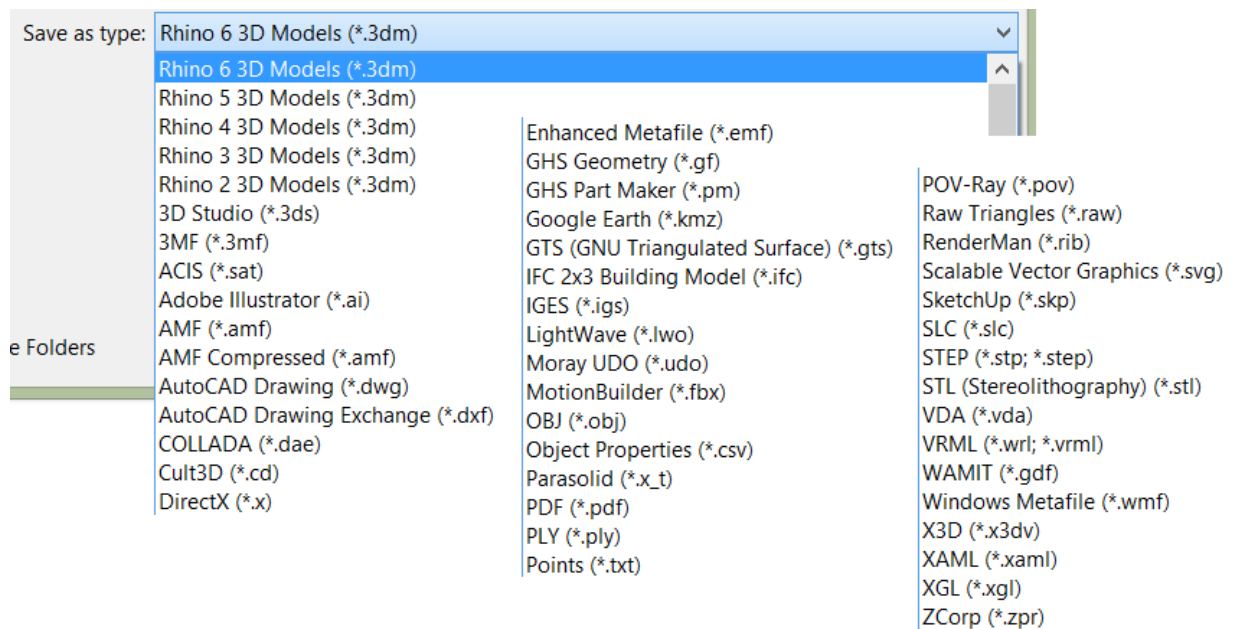 Save as type: Rhino 6 3D Models (*.3dm)
Rhino 6 3D Models (*.3dm)
Rhino 5 3D Models (*.3dm)
Rhino 4 3D Models (*.3dm)
Rhino 3 3D Models (*.3dm)
Rhino 2 3D Models (*.3dm)
3D Studio (*.3ds)
3MF (*.3mf)
ACIS (*.sat)
Adobe Illustrator (*.ai)
AMF (*.amf)
AMF Compressed (*.amf)
AutoCAD Drawing (*.dwg)
AutoCAD Drawing Exchange (*.dxf)
COLLADA (*.dae)
Cult3D (*.cd)
DirectX (*.x)
e Folders
Enhanced Metafile (*.emf)
GHS Geometry (*.gf)
GHS Part Maker (*.pm)
Google Earth (*.kmz)
GTS (GNU Triangulated Surface) (*.gts)
IFC 2x3 Building Model (*.ifc)
IGES (*.igs)
LightWave (*.lwo)
Moray UDO (*.udo)
MotionBuilder (*.fbx)
OBJ (*.obj)
Object Properties (*.csv)
Parasolid (*.x_t)
PDF (*.pdf)
PLY (*.ply)
Points (*.txt)
POV-Ray (*.pov)
Raw Triangles (*.raw)
RenderMan (*.rib)
Scalable Vector Graphics (*.svg)
SketchUp (*.skp)
SLC (*.slc)
STEP (*.stp; *.step)
STL (Stereolithography) (*.stl)
VDA (*.vda)
VRML (*.wrl; *.vrml)
WAMIT (*.gdf)
Windows Metafile (*.wmf)
X3D (*.x3dv)
XAML (*.xaml)
XGL (*.xgl)
ZCorp (*.zpr)